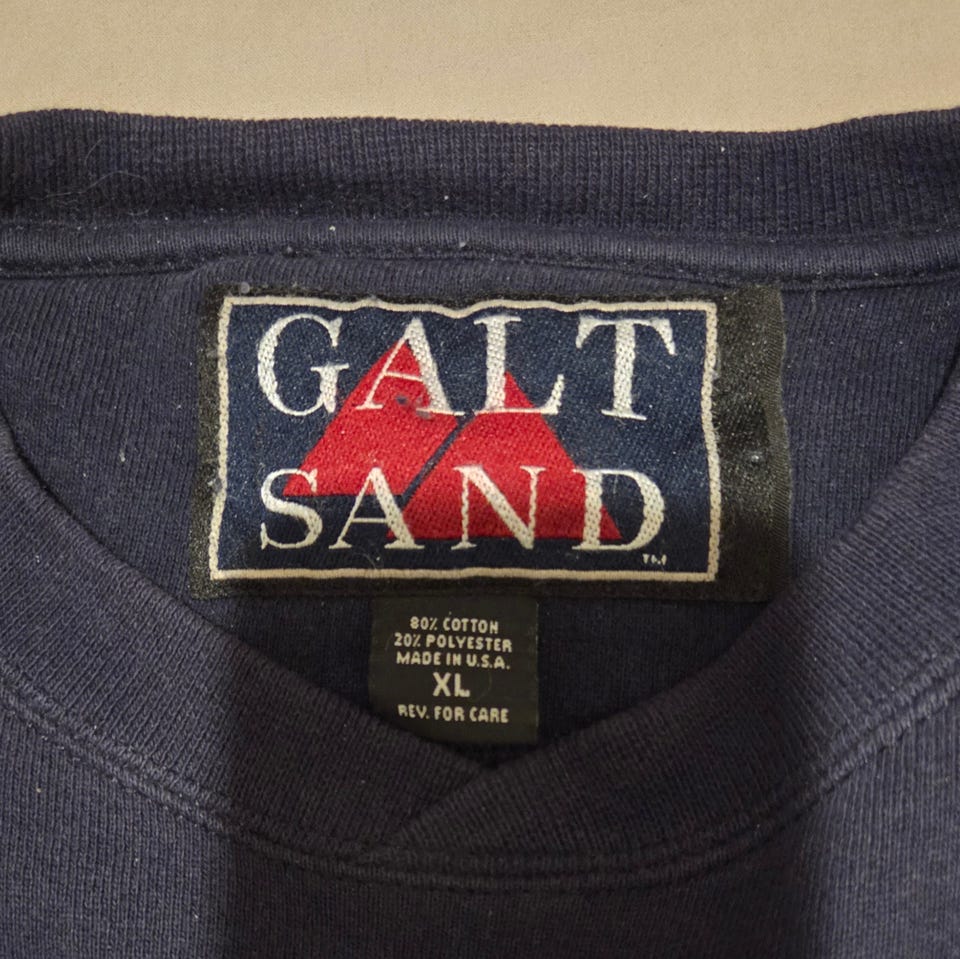 GALT
SAND
TM
80% COTTON
20% POLYESTER
MADE IN U.S.A.
XL
REV. FOR CARE